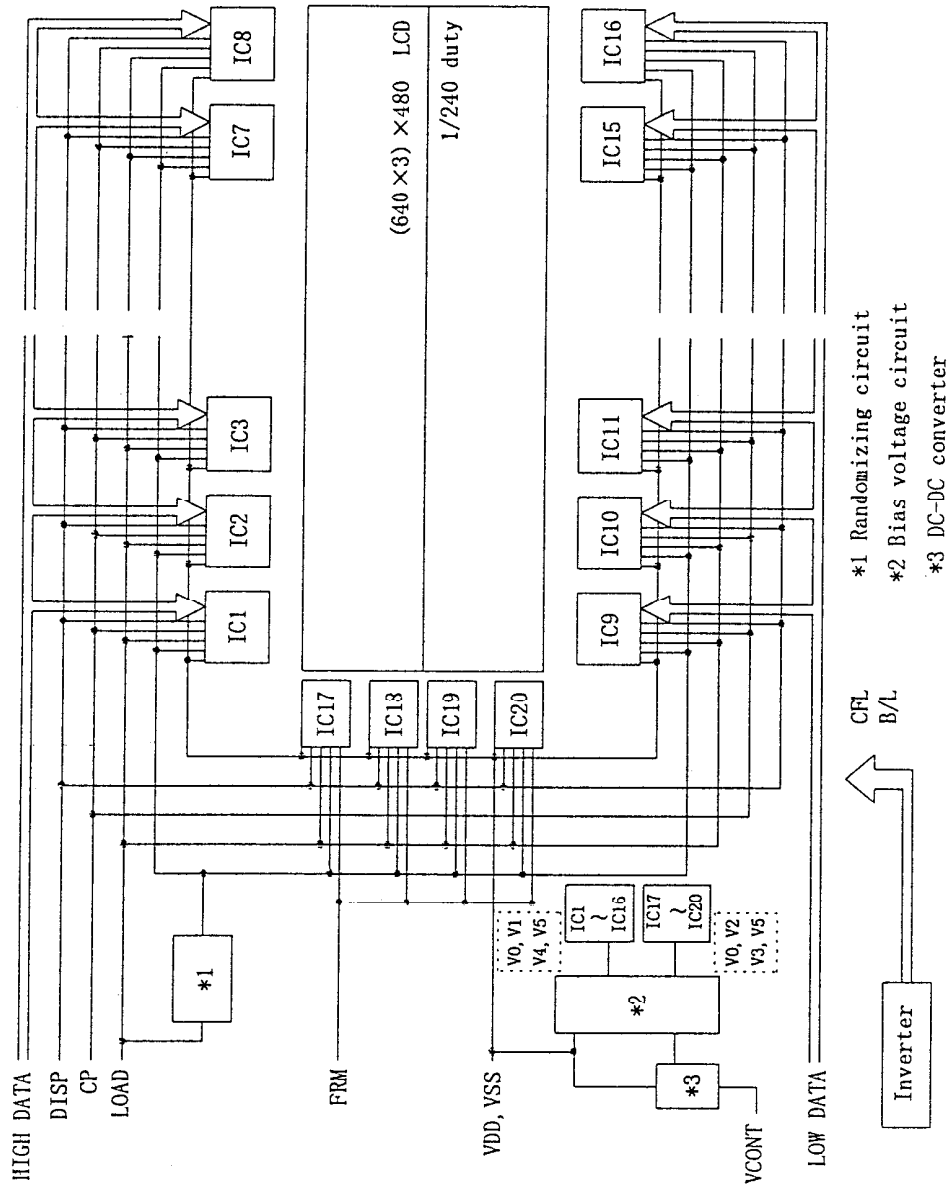 HIGH DATA
DISP
CP
LOAD
FRM
VDD, VSS
VCONT
LOW DATA
*1
*2
*3
V0, V1
V4, V5
IC1
~
IC16
IC17
~
IC20
V0, V2
V3, V5
IC17
IC18
IC19
IC20
IC1
IC2
IC3
IC7
IC8
(640×3)×480 LCD
1/240 duty
IC9
IC10
IC11
IC15
IC16
Inverter
CFL
B/L
*1 Randomizing circuit
*2 Bias voltage circuit
*3 DC-DC converter